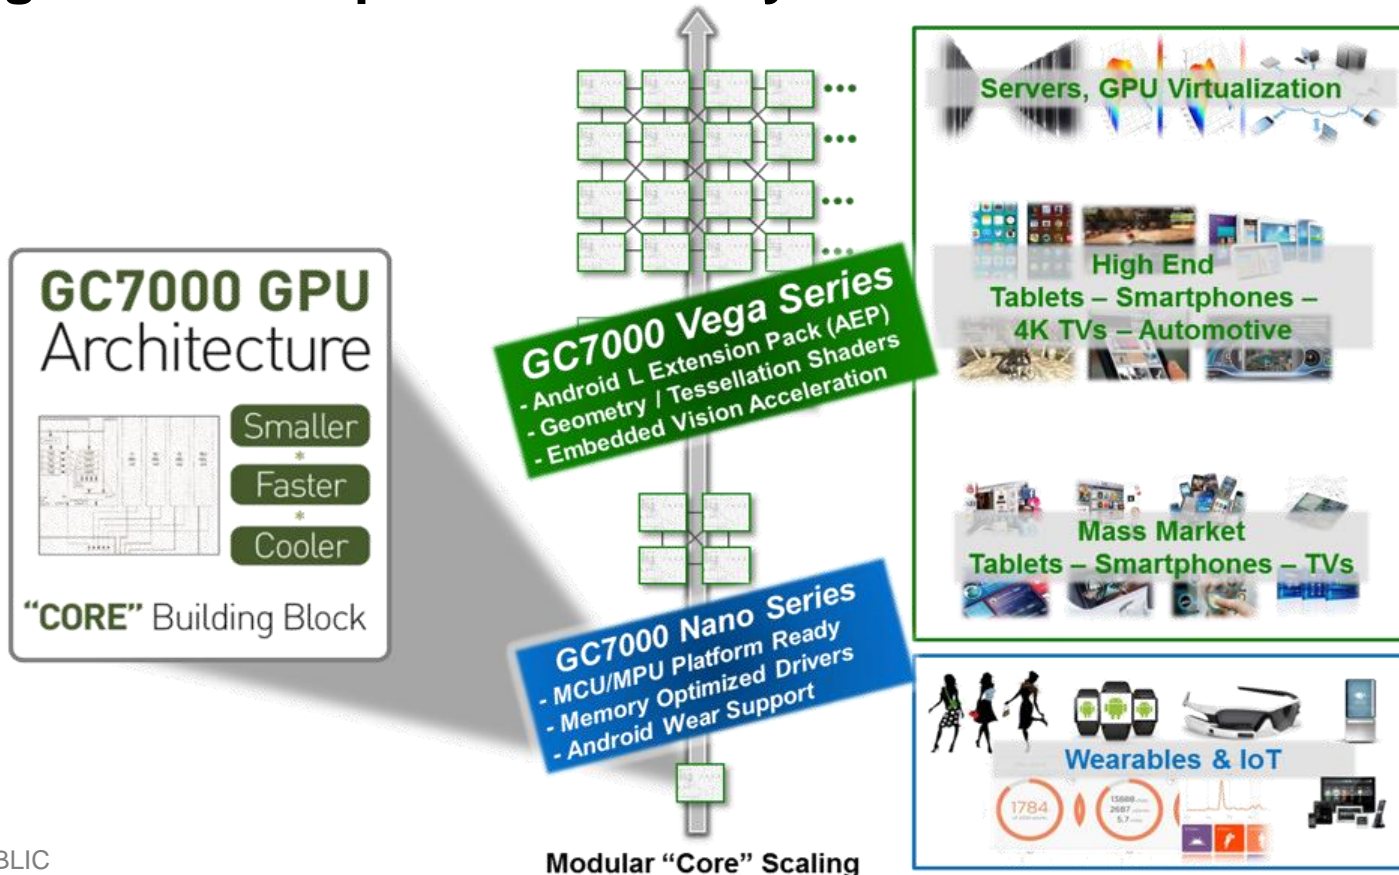 GC7000 GPU
Architecture
Smaller
*
Faster
*
Cooler
"CORE" Building Block
GC7000 Vega Series
- Android L Extension Pack (AEP)
- Geometry / Tessellation Shaders
- Embedded Vision Acceleration
GC7000 Nano Series
- MCU/MPU Platform Ready
- Memory Optimized Drivers
- Android Wear Support
Modular “Core” Scaling
Servers, GPU Virtualization
High End
Tablets – Smartphones –
4K TVs – Automotive
Mass Market
Tablets – Smartphones – TVs
Wearables & IoT
1784
2687
5.7
BLIC